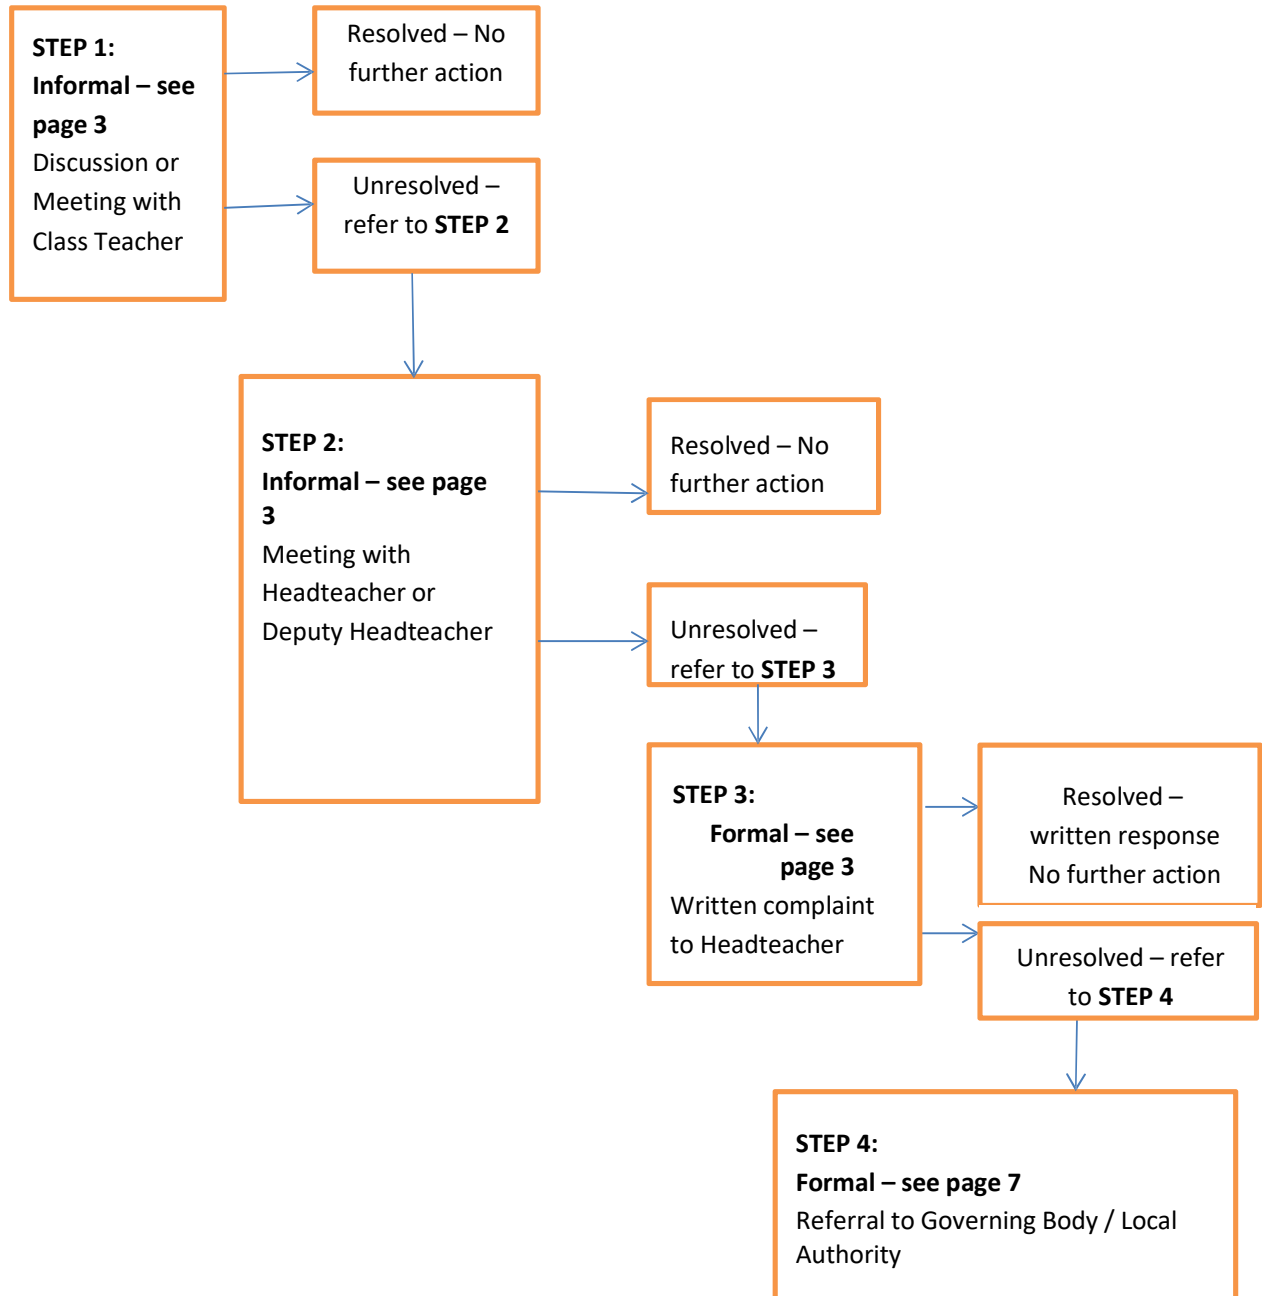 STEP 1:
Informal – see
page 3
Discussion or
Meeting with
Class Teacher
Resolved – No
further action
Unresolved –
refer to STEP 2
STEP 2:
Informal – see page
3
Meeting with
Headteacher or
Deputy Headteacher
Resolved – No
further action
Unresolved –
refer to STEP 3
STEP 3:
Formal – see
page 3
Written complaint
to Headteacher
Resolved –
written response
No further action
Unresolved – refer
to STEP 4
STEP 4:
Formal – see page 7
Referral to Governing Body / Local
Authority